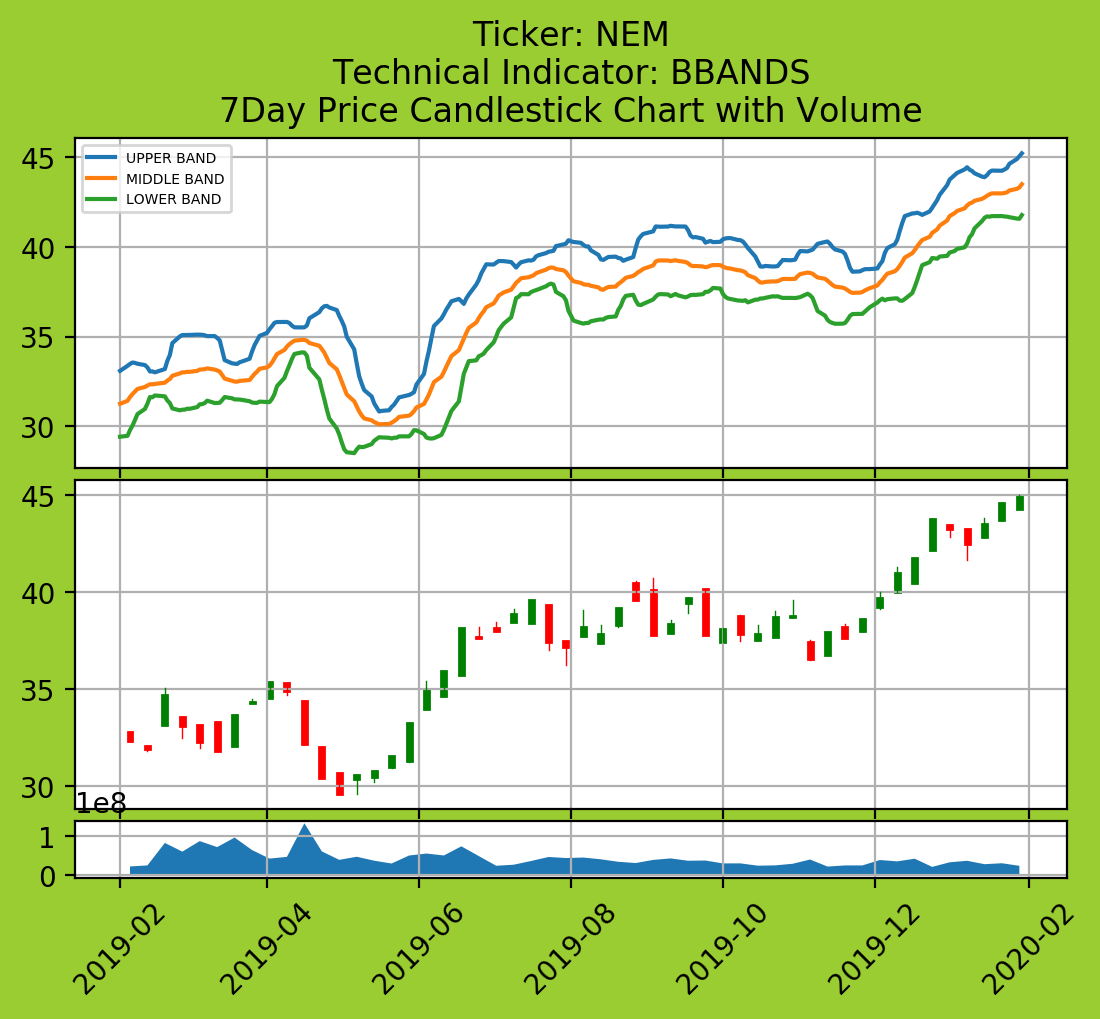 Ticker: NEM
Technical Indicator: BBANDS
7Day Price Candlestick Chart with Volume
45
40
35
30
UPPER BAND
MIDDLE BAND
LOWER BAND
45
40
35
30
1e8
1
0
2019-02
2019-04
2019-06
2019-08
2019-10
2019-12
2020-02